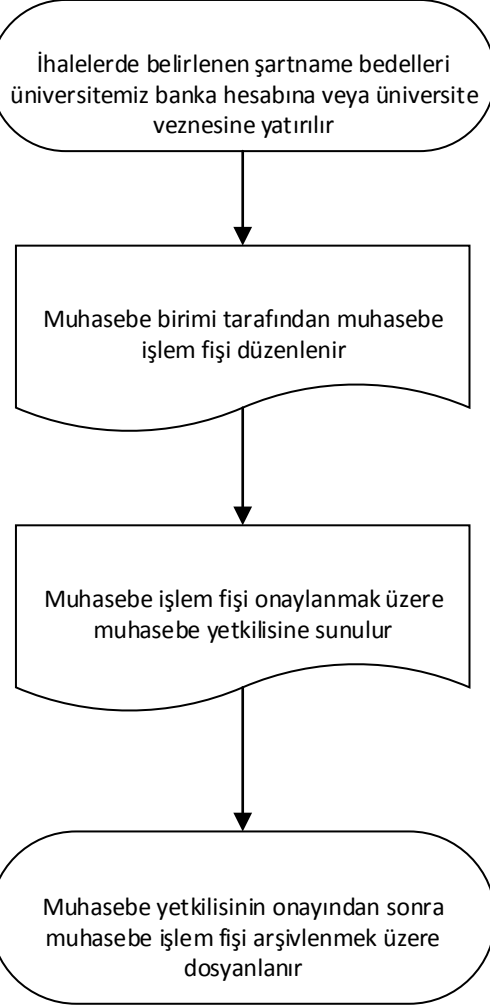 İhalelerde belirlenen şartname bedelleri
üniversitemiz banka hesabına veya üniversite
veznesine yatırılır
Muhasebe birimi tarafından muhasebe
işlem fişi düzenlenir
Muhasebe işlem fişi onaylanmak üzere
muhasebe yetkilisine sunulur
Muhasebe yetkilisinin onayından sonra
muhasebe işlem fişi arşivlenmek üzere
dosyanlanır